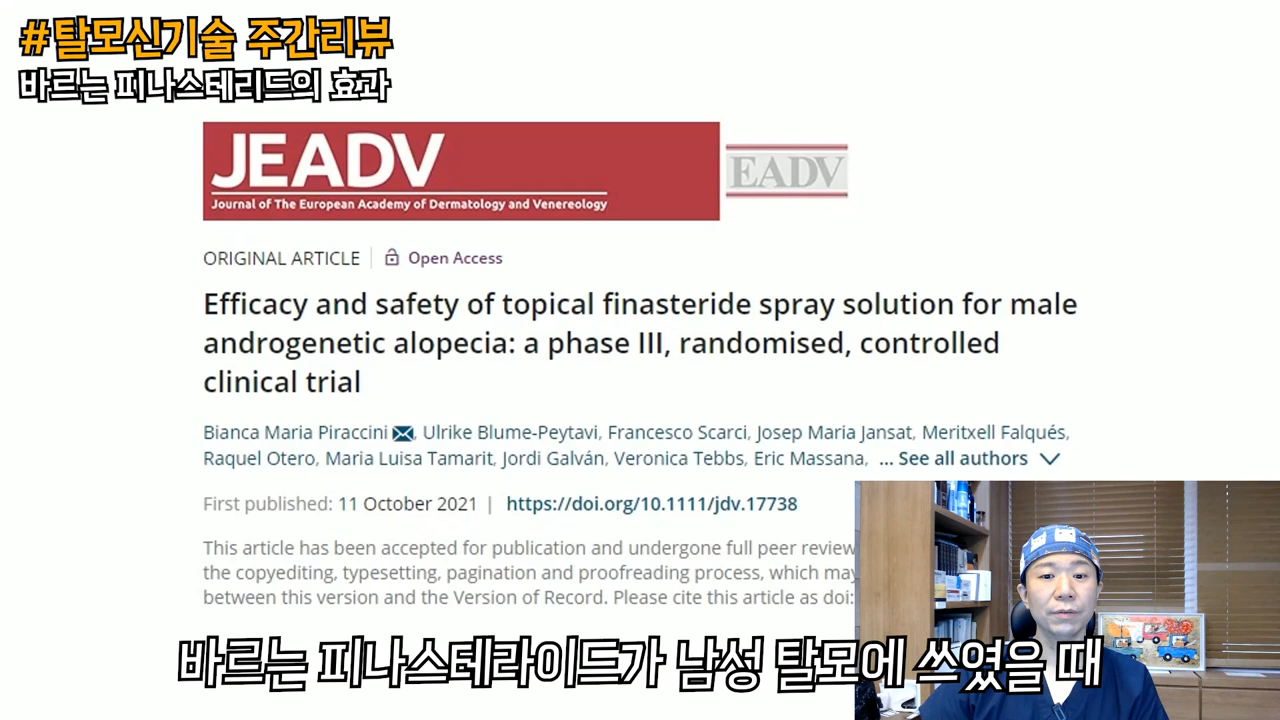 #탈모신기술 주간리뷰
바르는 피나스테리드의 효과
JEADV
Journal of The European Academy of Dermatology and Venereology
EADV
ORIGINAL ARTICLE | Open Access
Efficacy and safety of topical finasteride spray solution for male
androgenetic alopecia: a phase III, randomised, controlled
clinical trial
Bianca Maria Piraccini, Ulrike Blume-Peytavi, Francesco Scarci, Josep Maria Jansat, Meritxell Falqués,
Raquel Otero, Maria Luisa Tamarit, Jordi Galván, Veronica Tebbs, Eric Massana, ... See all authors
First published: 11 October 2021 | https://doi.org/10.1111/jdv.17738
This article has been accepted for publication and undergone full peer review
the copyediting, typesetting, pagination and proofreading process, which may
between this version and the Version of Record. Please cite this article as doi:
바르는 피나스테라이드가 남성 탈모에 쓰였을 때